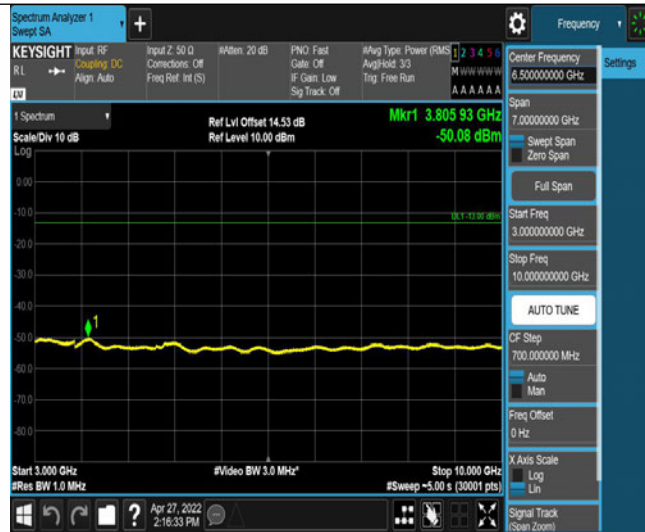 Spectrum Analyzer 1
Swept SA
Frequency
KEYSIGHT
RL
Input: RF
Coupling: DC
Align: Auto
Input Z: 50 Ω
Corrections: Off
Freq Ref: Int (S)
#Atten: 20 dB
PNO: Fast
Gate: Off
IF Gain: Low
Sig Track: Off
#Avg Type: Power (RMS
Avg|Hold: 3/3
Trig: Free Run
1 2 3 4 5 6
M W W W W W
A A A A A A
1 Spectrum
Scale/Div 10 dB
Log
Ref Lvl Offset 14.53 dB
Ref Level 10.00 dBm
Mkr1 3.805 93 GHz
-50.08 dBm
0.00
-10.0
DL1 -13.00 dBm
-20.0
-30.0
-40.0
1
-50.0
-60.0
-70.0
-80.0
Start 3.000 GHz
#Res BW 1.0 MHz
#Video BW 3.0 MHz*
Stop 10.000 GHz
#Sweep ~5.00 s (30001 pts)
Center Frequency
6.500000000 GHz
Settings
Span
7.00000000 GHz
Swept Span
Zero Span
Full Span
Start Freq
3.000000000 GHz
Stop Freq
10.000000000 GHz
AUTO TUNE
CF Step
700.000000 MHz
Auto
Man
Freq Offset
0 Hz
X Axis Scale
Log
Lin
Signal Track
(Span Zoom)
?
Apr 27, 2022
2:16:33 PM